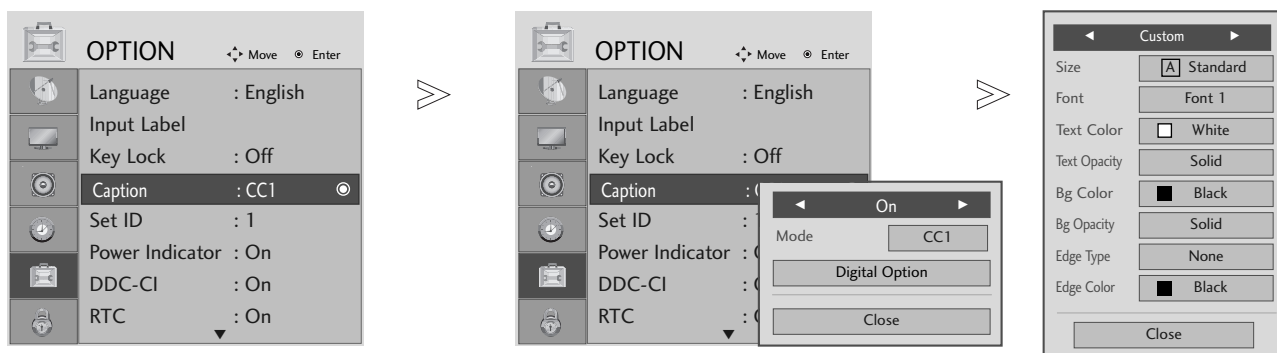 OPTION
Move Enter
Language : English
Input Label
Key Lock : Off
Caption : CC1
Set ID : 1
Power Indicator : On
DDC-CI : On
RTC : On
OPTION
Move Enter
Language : English
Input Label
Key Lock : Off
Caption :
Set ID :
Power Indicator :
DDC-CI :
RTC :
On
Mode CC1
Digital Option
Close
Custom
Size A Standard
Font Font 1
Text Color White
Text Opacity Solid
Bg Color Black
Bg Opacity Solid
Edge Type None
Edge Color Black
Close